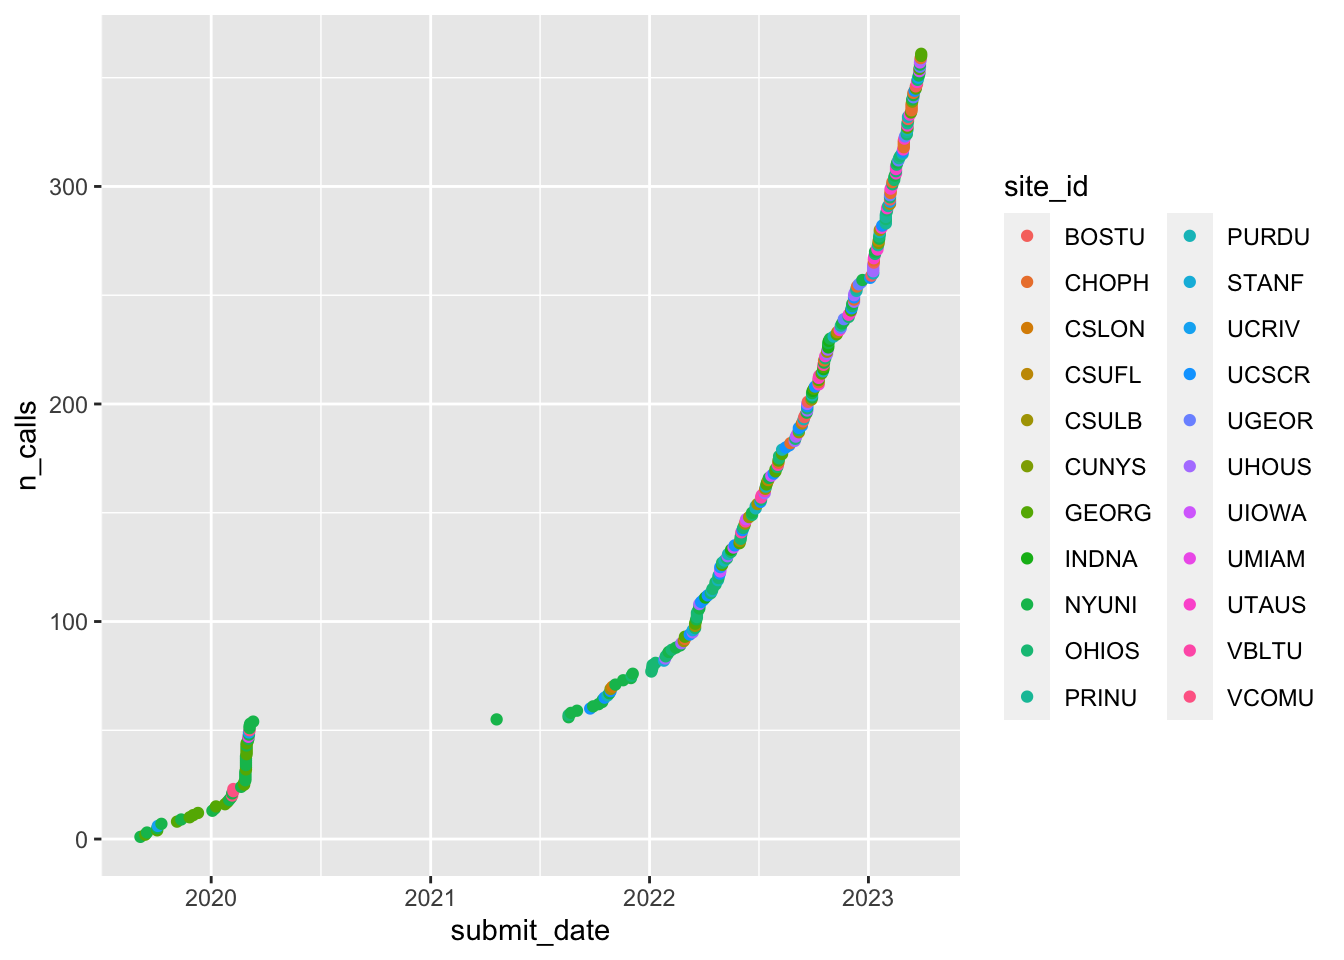 n_calls
300
200
100
0
2020 2021 2022 2023
submit_date
site_id
BOSTU PURDU
CHOPH STANF
CSLON UCRIV
CSUFL UCSCR
CSULB UGEOR
CUNYS UHOUS
GEORG UIOWA
INDNA UMIAM
NYUNI UTAUS
OHIOS VBLTU
PRINU VCOMU